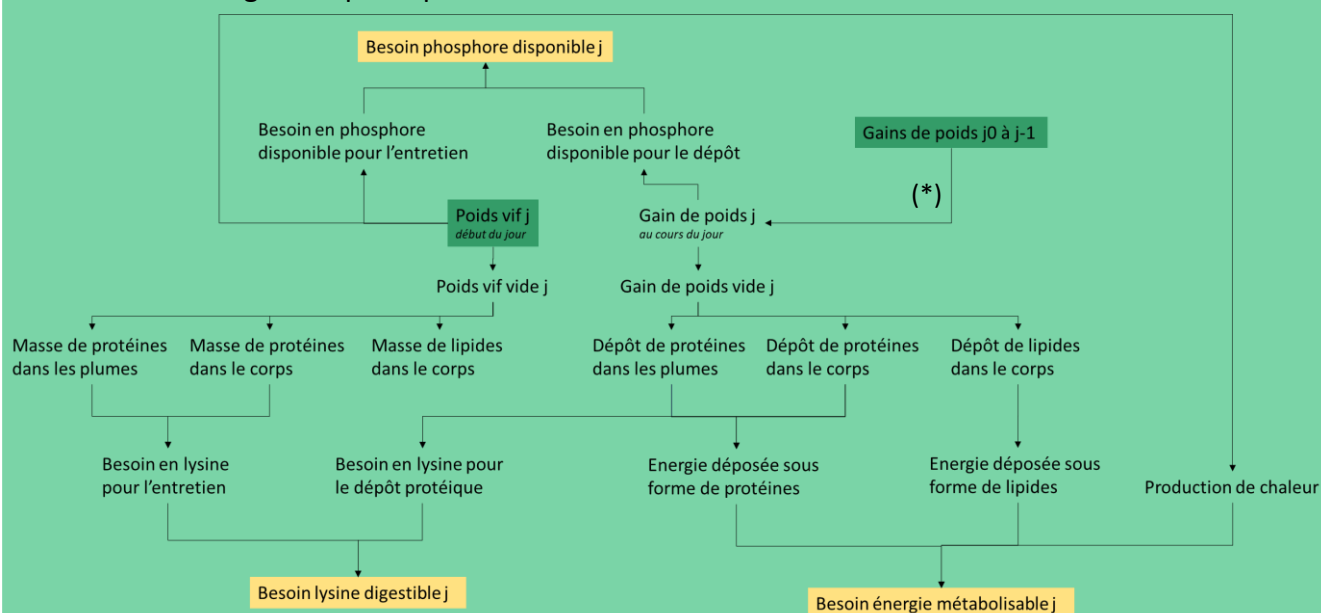 Besoin phosphore disponible j
Besoin en phosphore
disponible pour l'entretien
Besoin en phosphore
disponible pour le dépôt
Gains de poids j0 à j-1
(*)
Poids vif j
début du jour
Gain de poids j
au cours du jour
Poids vif vide j
Gain de poids vide j
Masse de protéines
dans les plumes
Masse de protéines
dans le corps
Masse de lipides
dans le corps
Dépôt de protéines
dans les plumes
Dépôt de protéines
dans le corps
Dépôt de lipides
dans le corps
Besoin en lysine
pour l'entretien
Besoin en lysine pour
le dépôt protéique
Energie déposée sous
forme de protéines
Energie déposée sous
forme de lipides
Production de chaleur
Besoin lysine digestible j
Besoin énergie métabolisable j